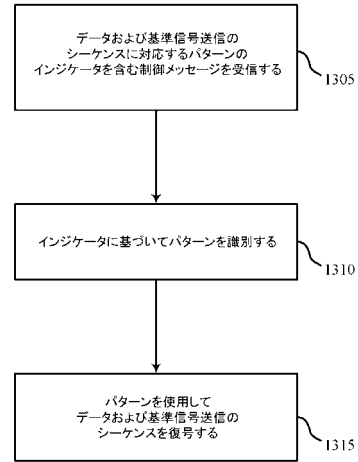 データおよび基準信号送信の
シーケンスに対応するパターンの
インジケータを含む制御メッセージを受信する
1305
インジケータに基づいてパターンを識別する
1310
パターンを使用して
データおよび基準信号送信の
シーケンスを復号する
1315